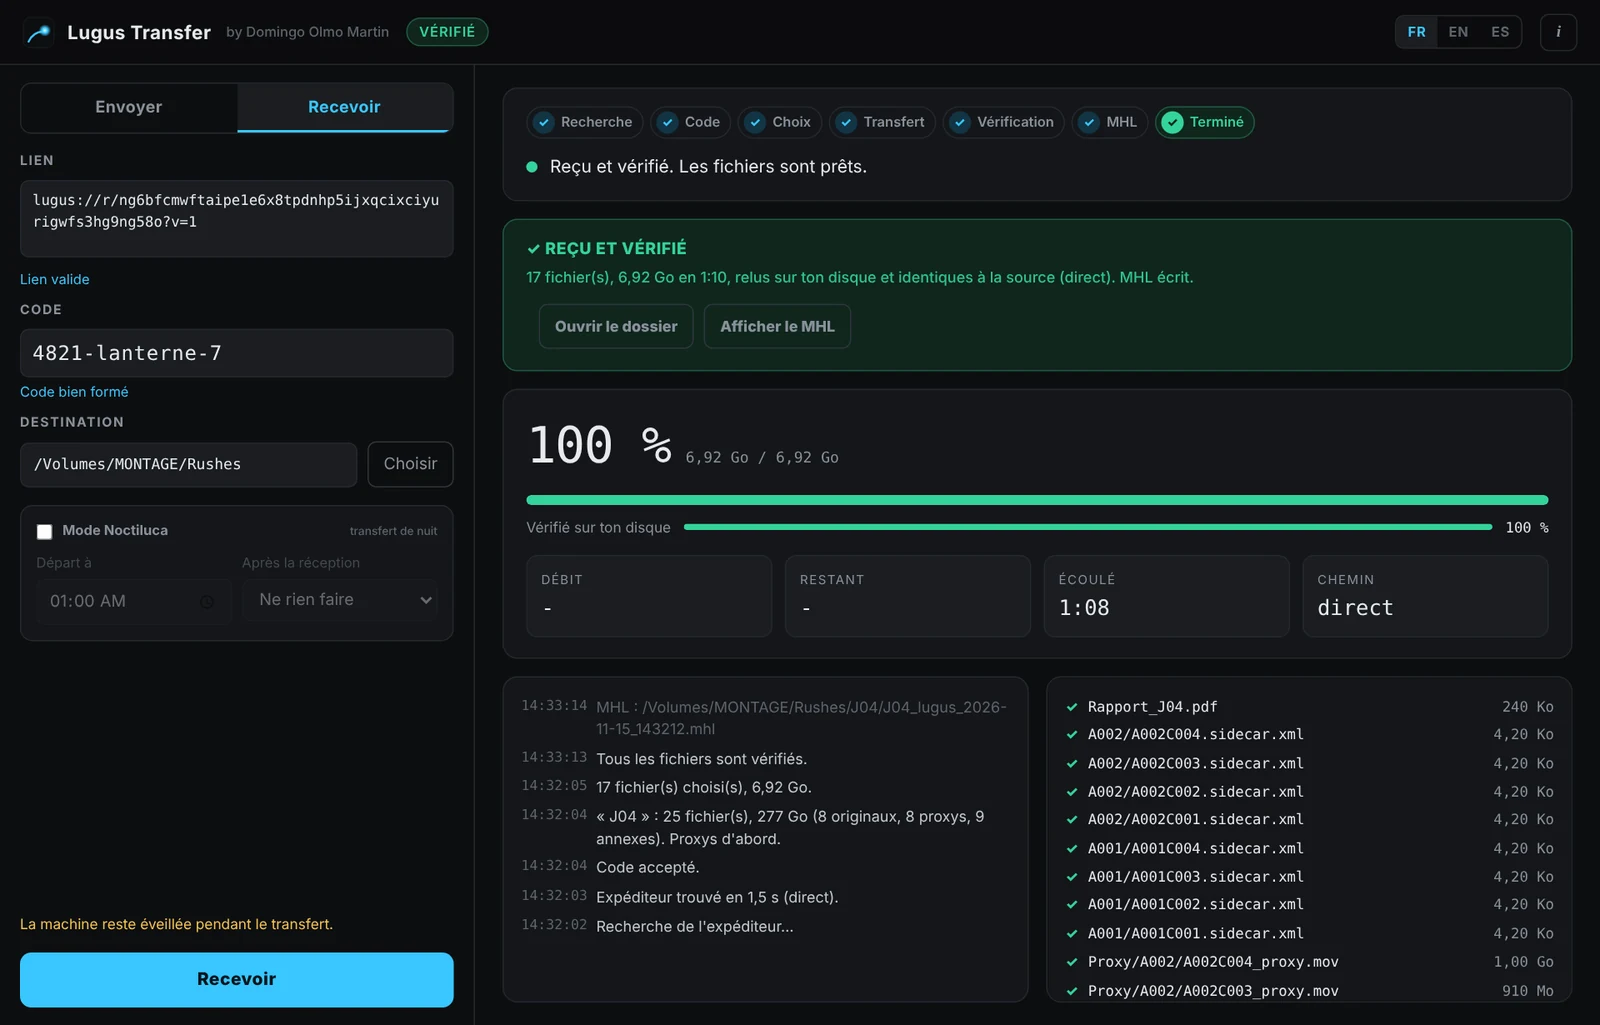 Lugus Transfer by Domingo Olmo Martin VÉRIFIÉ
FR EN ES i
Envoyer Recevoir
LIEN
lugus://r/ng6bfcmwftaipe1e6x8tpdnhp5ijxqcixciyu
rigwfs3hg9ng58o?v=1
Lien valide
CODE
4821-lanterne-7
Code bien formé
DESTINATION
/Volumes/MONTAGE/Rushes Choisir
Mode Noctiluca transfert de nuit
Départ à Après la réception
01:00 AM Ne rien faire
La machine reste éveillée pendant le transfert.
Recevoir
Recherche Code Choix Transfert Vérification MHL Terminé
Reçu et vérifié. Les fichiers sont prêts.
REÇU ET VÉRIFIÉ
17 fichier(s), 6,92 Go en 1:10, relus sur ton disque et identiques à la source (direct). MHL écrit.
Ouvrir le dossier Afficher le MHL
100 % 6,92 Go / 6,92 Go
Vérifié sur ton disque 100 %
DÉBIT RESTANT ÉCOULÉ CHEMIN
- - 1:08 direct
14:33:14 MHL : /Volumes/MONTAGE/Rushes/J04/J04_lugus_2026-
11-15_143212.mhl
14:33:13 Tous les fichiers sont vérifiés.
14:32:05 17 fichier(s) choisi(s), 6,92 Go.
14:32:04 « J04 » : 25 fichier(s), 277 Go (8 originaux, 8 proxys, 9
annexes). Proxys d'abord.
14:32:04 Code accepté.
14:32:03 Expéditeur trouvé en 1,5 s (direct).
14:32:02 Recherche de l'expéditeur...
Rapport_J04.pdf 240 Ko
A002/A002C004.sidecar.xml 4,20 Ko
A002/A002C003.sidecar.xml 4,20 Ko
A002/A002C002.sidecar.xml 4,20 Ko
A002/A002C001.sidecar.xml 4,20 Ko
A001/A001C004.sidecar.xml 4,20 Ko
A001/A001C003.sidecar.xml 4,20 Ko
A001/A001C002.sidecar.xml 4,20 Ko
A001/A001C001.sidecar.xml 4,20 Ko
Proxy/A002/A002C004_proxy.mov 1,00 Go
Proxy/A002/A002C003_proxy.mov 910 Mo